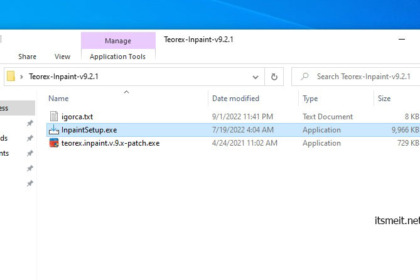 Manage
Teorex-Inpaint-v9.2.1
Share
View
Application Tools
Teorex-Inpaint-v9.2.1
Search Teorex-Inpaint-v9.2.1
Name
Date modified
Type
Size
igorca.txt
9/1/2022 11:41 PM
Text Document
8 KB
InpaintSetup.exe
7/19/2022 4:04 AM
Application
9,966 KB
teorex.inpaint.v.9.x-patch.exe
4/24/2021 11:02 AM
Application
729 KB
itsmeit.net